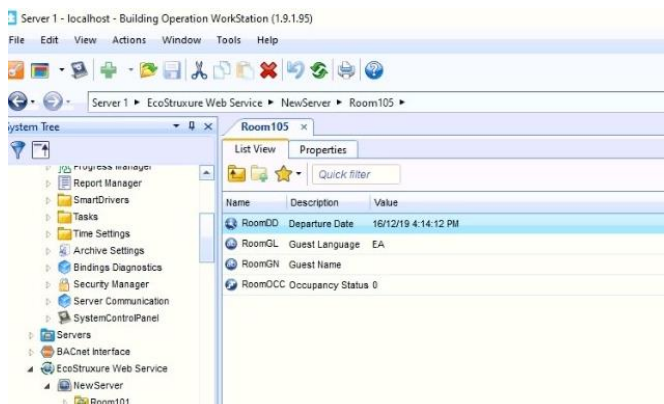 Server 1 - localhost - Building Operation WorkStation (1.9.1.95)
File Edit View Actions Window Tools Help
Server 1 ▸ EcoStruxure Web Service ▸ NewServer ▸ Room105 ▸
System Tree
Room105
List View Properties
Quick filter
Name Description Value
RoomDD Departure Date 16/12/19 4:14:12 PM
RoomGL Guest Language EA
RoomGN Guest Name
RoomOCC Occupancy Status 0
Progress Manager
Report Manager
SmartDrivers
Tasks
Time Settings
Archive Settings
Bindings Diagnostics
Security Manager
Server Communication
SystemControlPanel
Servers
BACnet Interface
EcoStruxure Web Service
NewServer
Room101